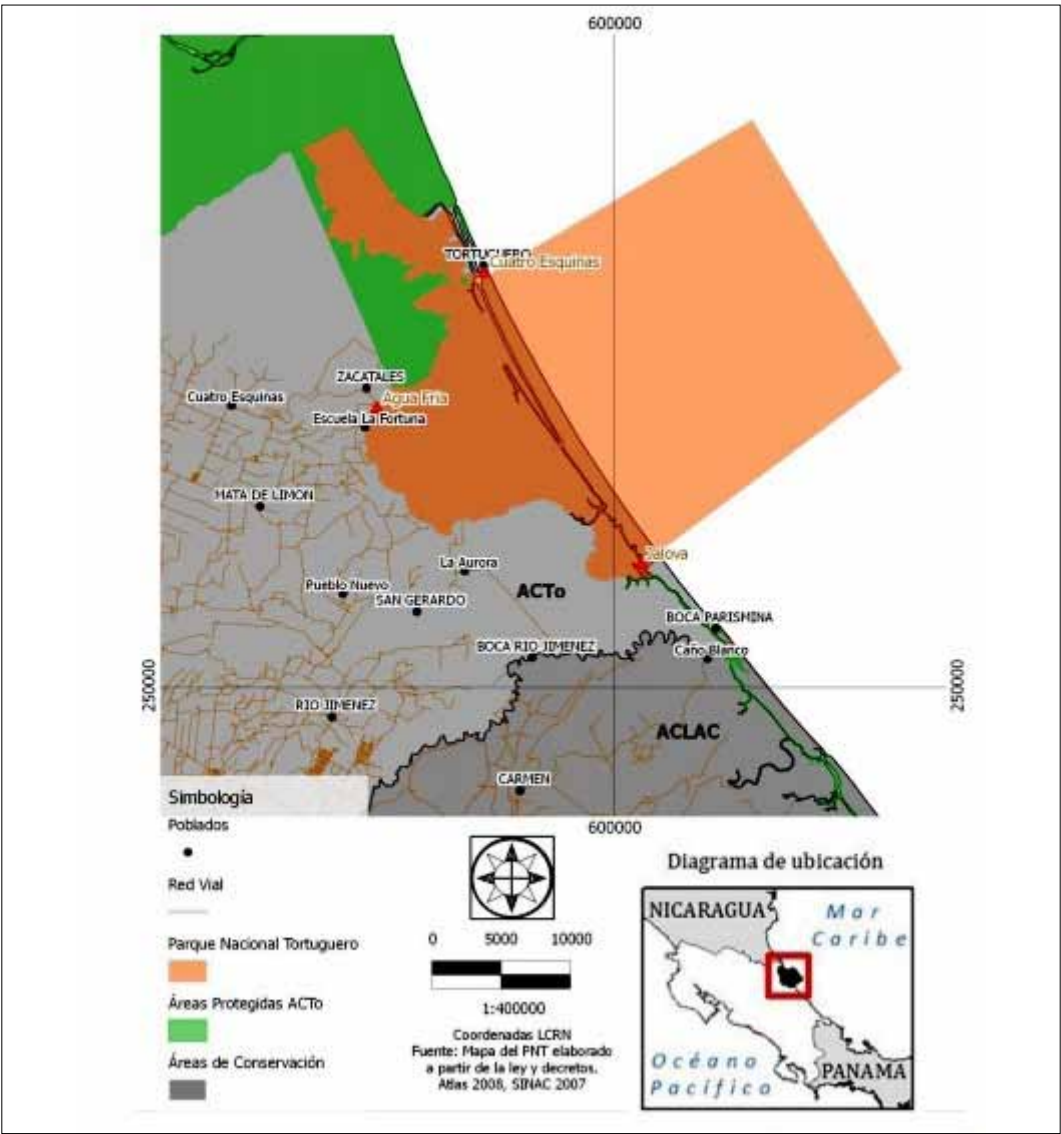 600000
TORTUGUERO
Cuatro Esquinas
ZACATALES
Cuatro Esquinas
Agua Fria
Escuela La Fortuna
MATA DE LIMON
Jalova
La Aurora
Pueblo Nuevo
ACTo
SAN GERARDO
BOCA PARISMINA
BOCA RIO JIMENEZ
Caño Blanco
250000
250000
RIO JIMENEZ
ACLAC
CARMEN
600000
Simbología
Poblados
Red Vial
Parque Nacional Tortuguero
Áreas Protegidas ACTo
Áreas de Conservación
0 5000 10000
1:400000
Coordenadas LCRN
Fuente: Mapa del PNT elaborado
a partir de la ley y decretos.
Atlas 2008, SINAC 2007
Diagrama de ubicación
NICARAGUA
Mar
Caribe
Océano
Pacífico
PANAMA